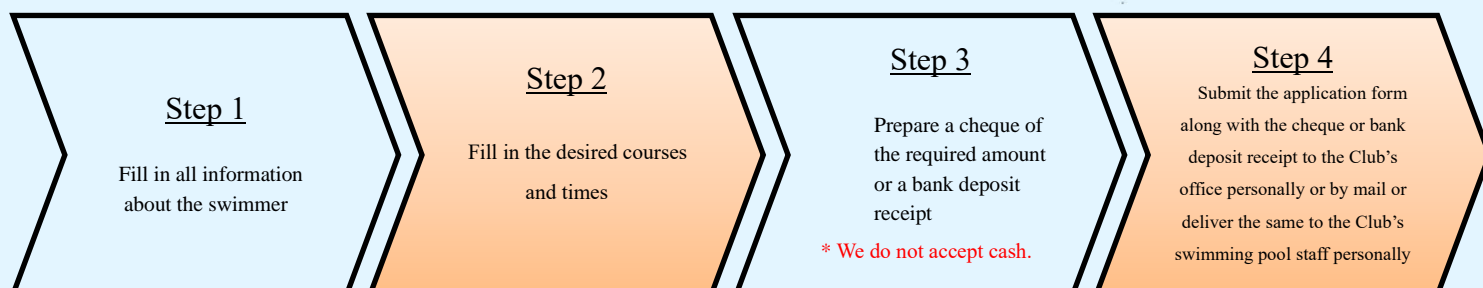 Step 1
Fill in all information
about the swimmer
Step 2
Fill in the desired courses
and times
Step 3
Prepare a cheque of
the required amount
or a bank deposit
receipt
* We do not accept cash.
Step 4
Submit the application form
along with the cheque or bank
deposit receipt to the Club’s
office personally or by mail or
deliver the same to the Club’s
swimming pool staff personally